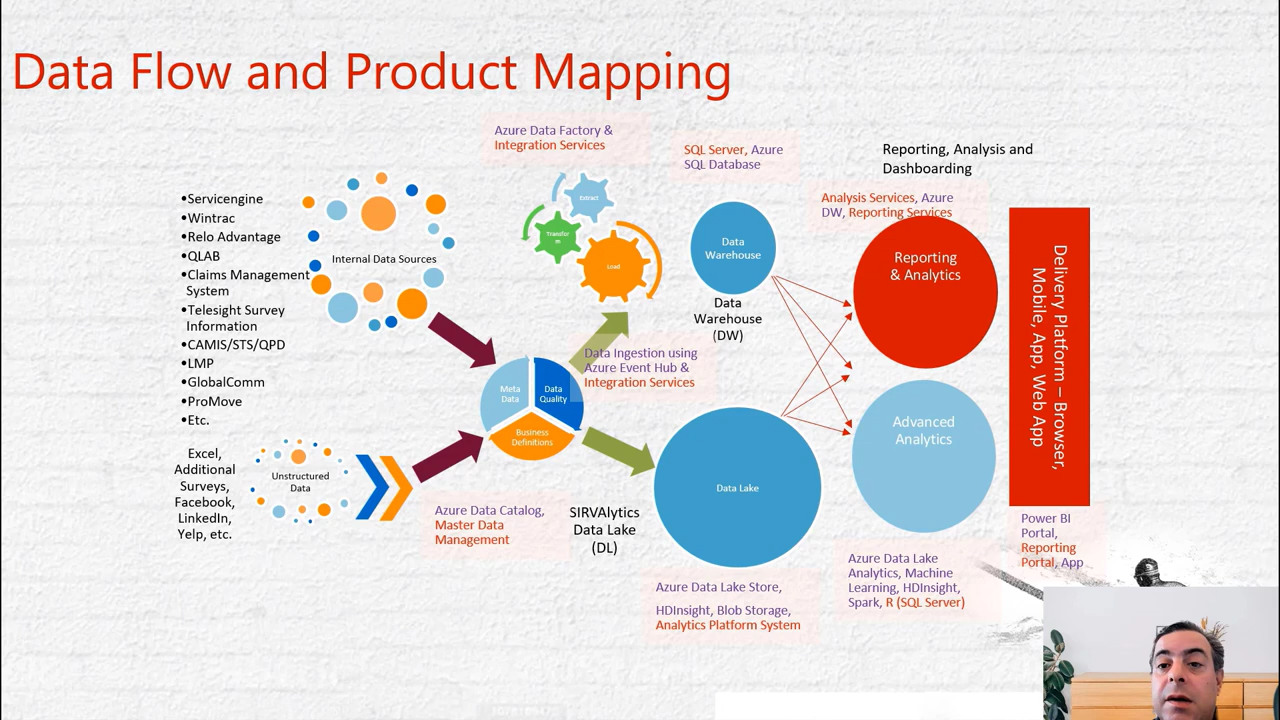 Data Flow and Product Mapping
Azure Data Factory &
Integration Services
SQL Server, Azure
SQL Database
Reporting, Analysis and
Dashboarding
Analysis Services, Azure
DW, Reporting Services
•Servicengine
•Wintrac
•Relo Advantage
•QLAB
•Claims Management
System
•Telesight Survey
Information
•CAMIS/STS/QPD
•LMP
•GlobalComm
•ProMove
•Etc.
Internal Data Sources
Extract
Transfor
m
Load
Data
Warehouse
Data
Warehouse
(DW)
Reporting
& Analytics
Delivery Platform – Browser,
Mobile, App, Web App
Data Ingestion using
Azure Event Hub &
Integration Services
Meta
Data
Data
Quality
Business
Definitions
Advanced
Analytics
Excel,
Additional
Surveys,
Facebook,
LinkedIn,
Yelp, etc.
Unstructured
Data
Azure Data Catalog,
Master Data
Management
SIRVAlytics
Data Lake
(DL)
Data Lake
Power BI
Portal,
Reporting
Portal, App
Azure Data Lake Store,
HDInsight, Blob Storage,
Analytics Platform System
Azure Data Lake
Analytics, Machine
Learning, HDInsight,
Spark, R (SQL Server)